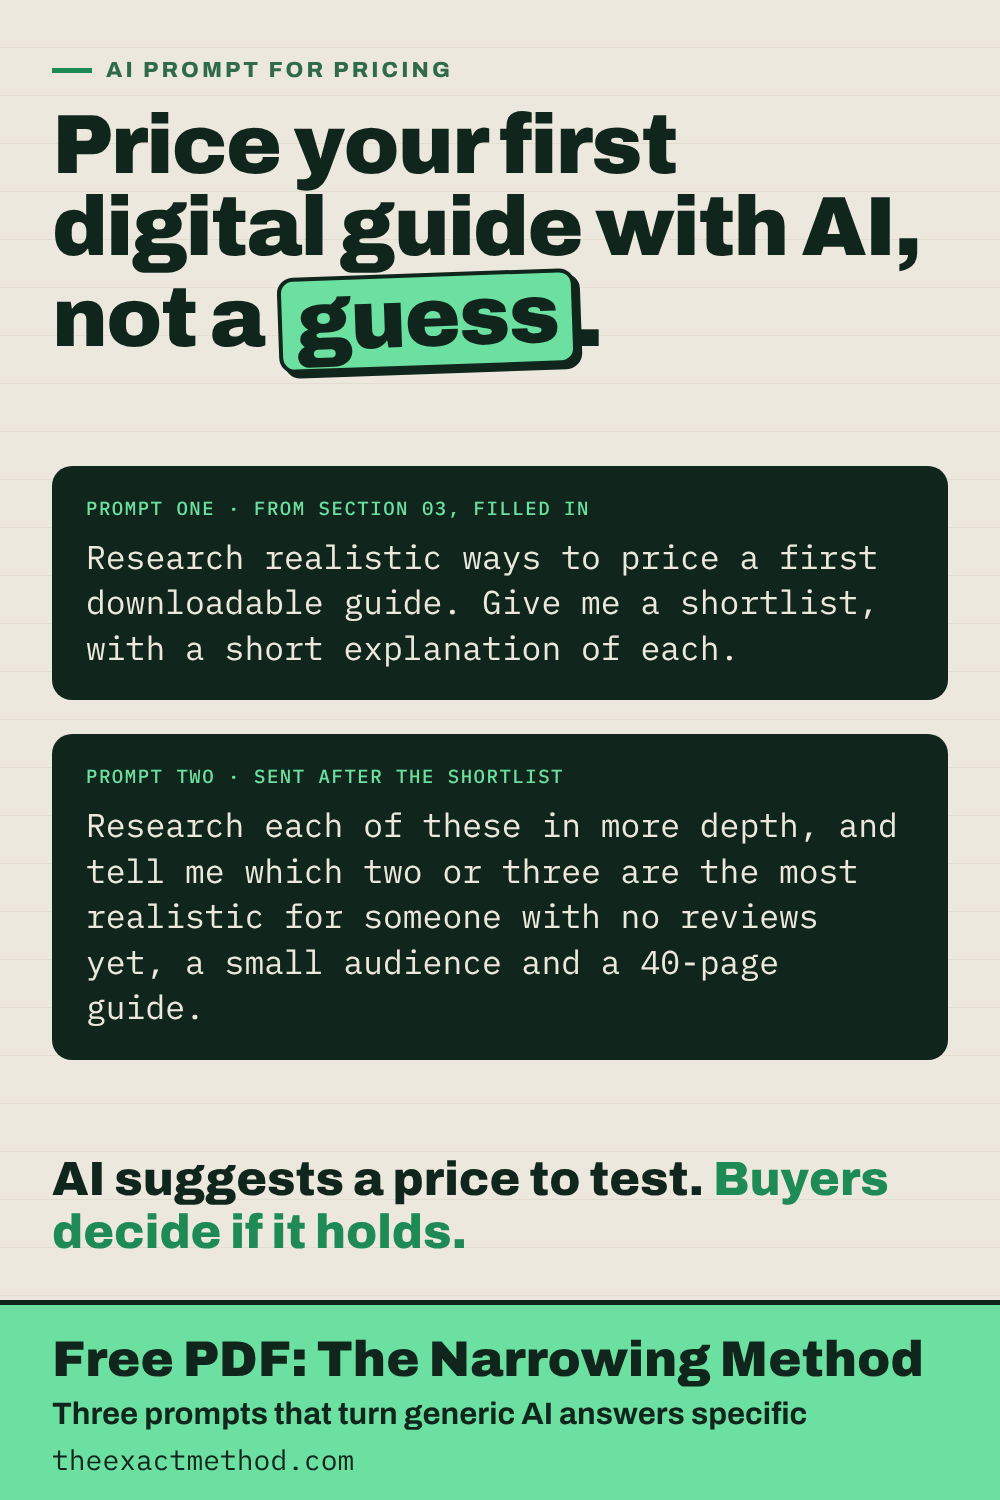 AI PROMPT FOR PRICING
Price your first
digital guide with AI,
not a guess.
PROMPT ONE · FROM SECTION 03, FILLED IN
Research realistic ways to price a first
downloadable guide. Give me a shortlist,
with a short explanation of each.
PROMPT TWO · SENT AFTER THE SHORTLIST
Research each of these in more depth, and
tell me which two or three are the most
realistic for someone with no reviews
yet, a small audience and a 40-page
guide.
AI suggests a price to test. Buyers
decide if it holds.
Free PDF: The Narrowing Method
Three prompts that turn generic AI answers specific
theexactmethod.com